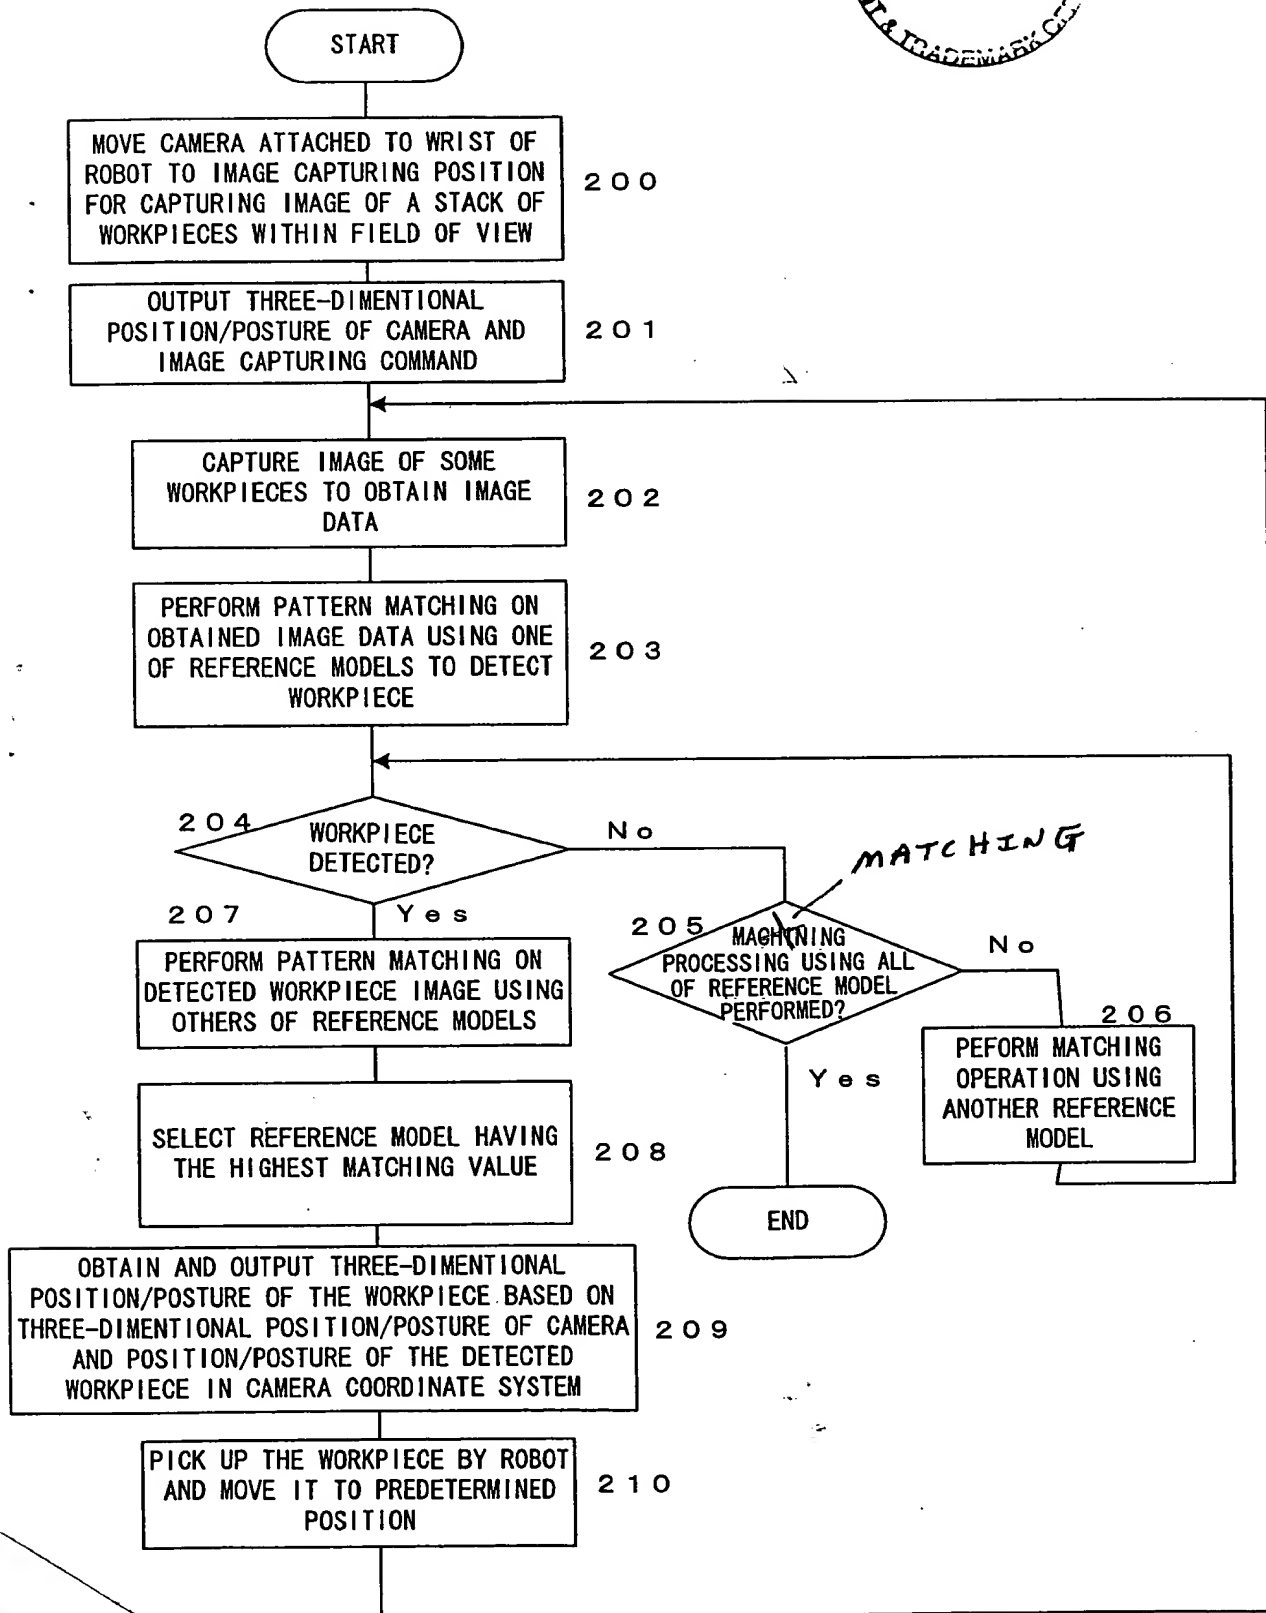 & TRADEMARK
START
MOVE CAMERA ATTACHED TO WRIST OF
ROBOT TO IMAGE CAPTURING POSITION
FOR CAPTURING IMAGE OF A STACK OF
WORKPIECES WITHIN FIELD OF VIEW
200
OUTPUT THREE-DIMENTIONAL
POSITION/POSTURE OF CAMERA AND
IMAGE CAPTURING COMMAND
201
CAPTURE IMAGE OF SOME
WORKPIECES TO OBTAIN IMAGE
DATA
202
PERFORM PATTERN MATCHING ON
OBTAINED IMAGE DATA USING ONE
OF REFERENCE MODELS TO DETECT
WORKPIECE
203
204
WORKPIECE
DETECTED?
No
Yes
MATCHING
205
MACHINING
PROCESSING USING ALL
OF REFERENCE MODEL
PERFORMED?
No
Yes
206
PEFORM MATCHING
OPERATION USING
ANOTHER REFERENCE
MODEL
END
207
PERFORM PATTERN MATCHING ON
DETECTED WORKPIECE IMAGE USING
OTHERS OF REFERENCE MODELS
SELECT REFERENCE MODEL HAVING
THE HIGHEST MATCHING VALUE
208
OBTAIN AND OUTPUT THREE-DIMENTIONAL
POSITION/POSTURE OF THE WORKPIECE BASED ON
THREE-DIMENTIONAL POSITION/POSTURE OF CAMERA
AND POSITION/POSTURE OF THE DETECTED
WORKPIECE IN CAMERA COORDINATE SYSTEM
209
PICK UP THE WORKPIECE BY ROBOT
AND MOVE IT TO PREDETERMINED
POSITION
210